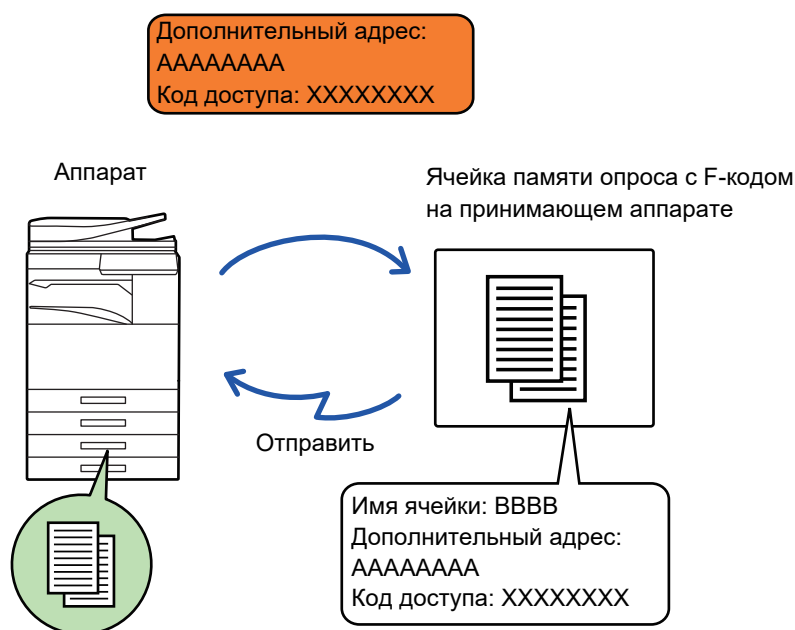 Дополнительный адрес:
AAAAAAAA
Код доступа: XXXXXXXX
Аппарат
Ячейка памяти опроса с F-кодом
на принимающем аппарате
Отправить
Имя ячейки: BBBB
Дополнительный адрес:
AAAAAAAA
Код доступа: XXXXXXXX